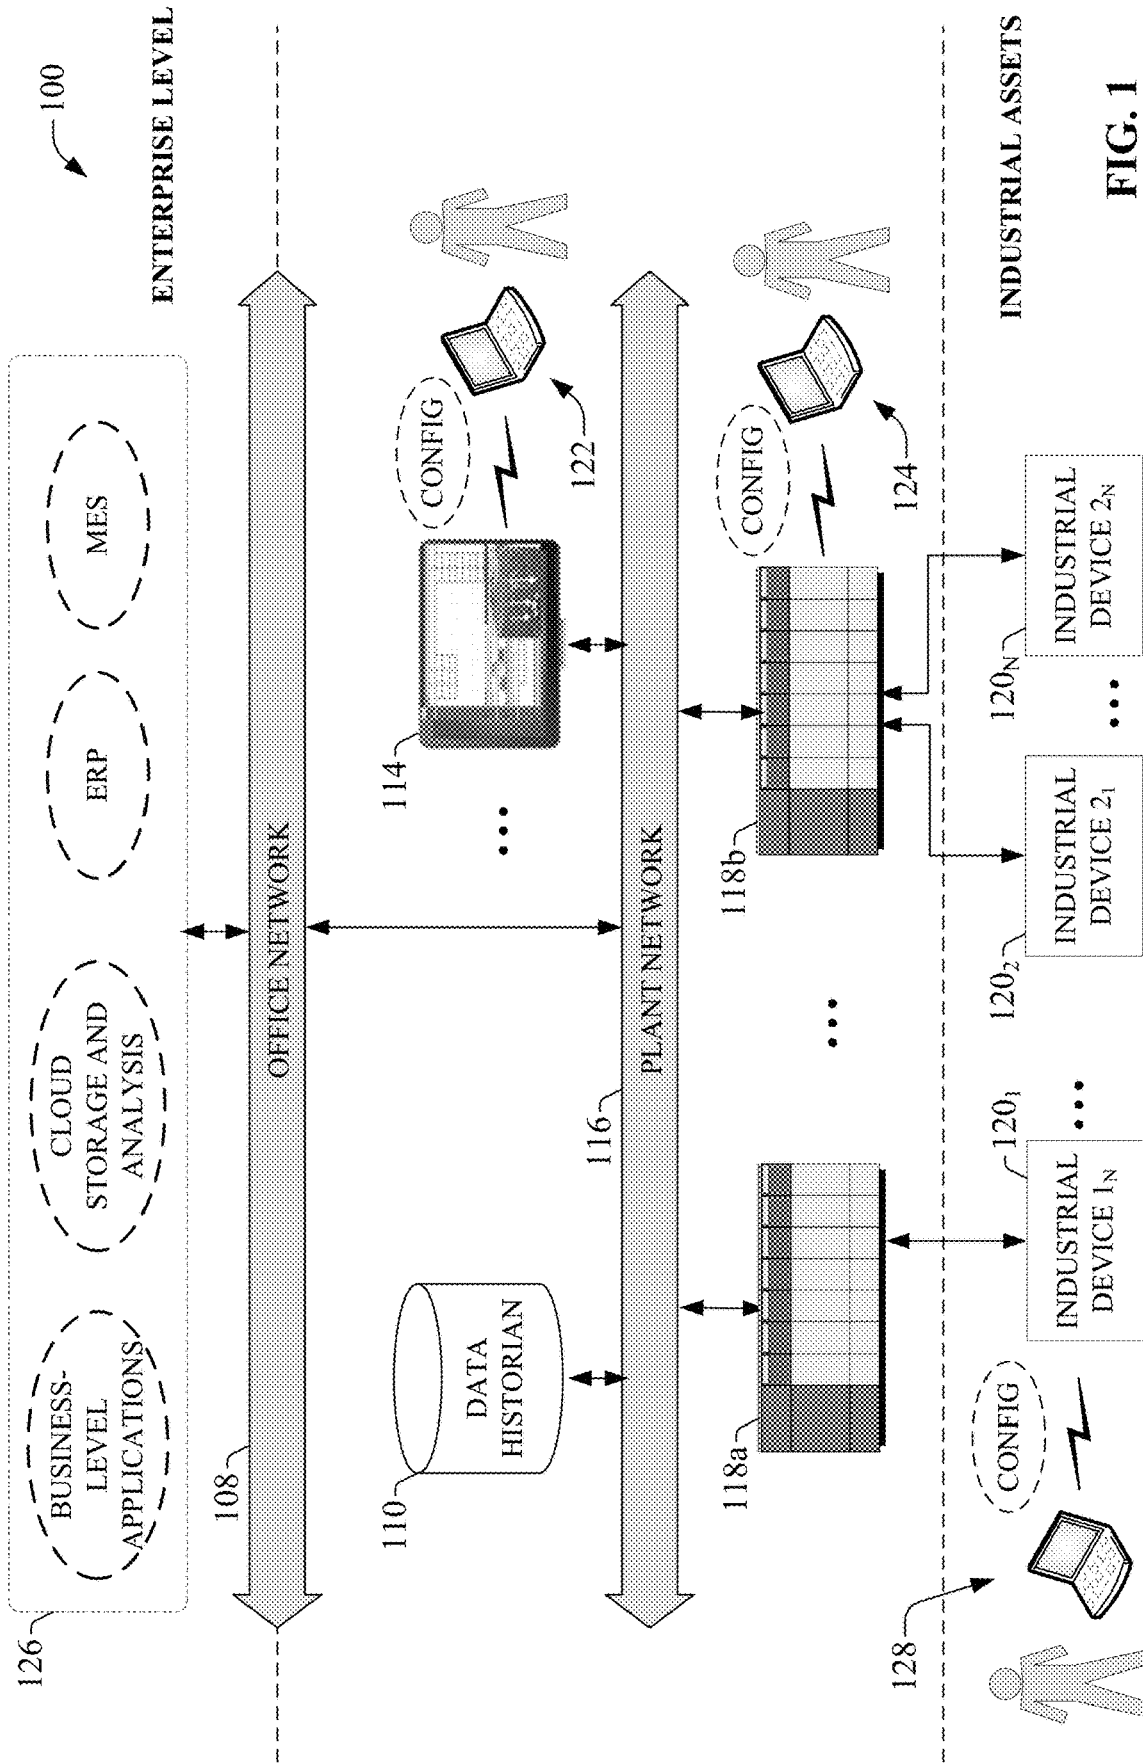 100
ENTERPRISE LEVEL
126
BUSINESS-
LEVEL
APPLICATIONS
CLOUD
STORAGE AND
ANALYSIS
ERP
MES
108
OFFICE NETWORK
110
DATA
HISTORIAN
114
CONFIG
122
116
PLANT NETWORK
118a
118b
CONFIG
124
INDUSTRIAL ASSETS
128
CONFIG
INDUSTRIAL
DEVICE 1N
120₁
120₂
INDUSTRIAL
DEVICE 2₁
120N
INDUSTRIAL
DEVICE 2N
FIG. 1